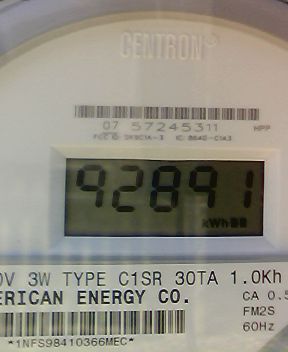 CENTRON
07 57245311 HPP
92891
kWh
0V 3W TYPE C1SR 30TA 1.0Kh
ERICAN ENERGY CO.
CA 0.5
FM2S
60Hz
*1NFS98410366MEC*